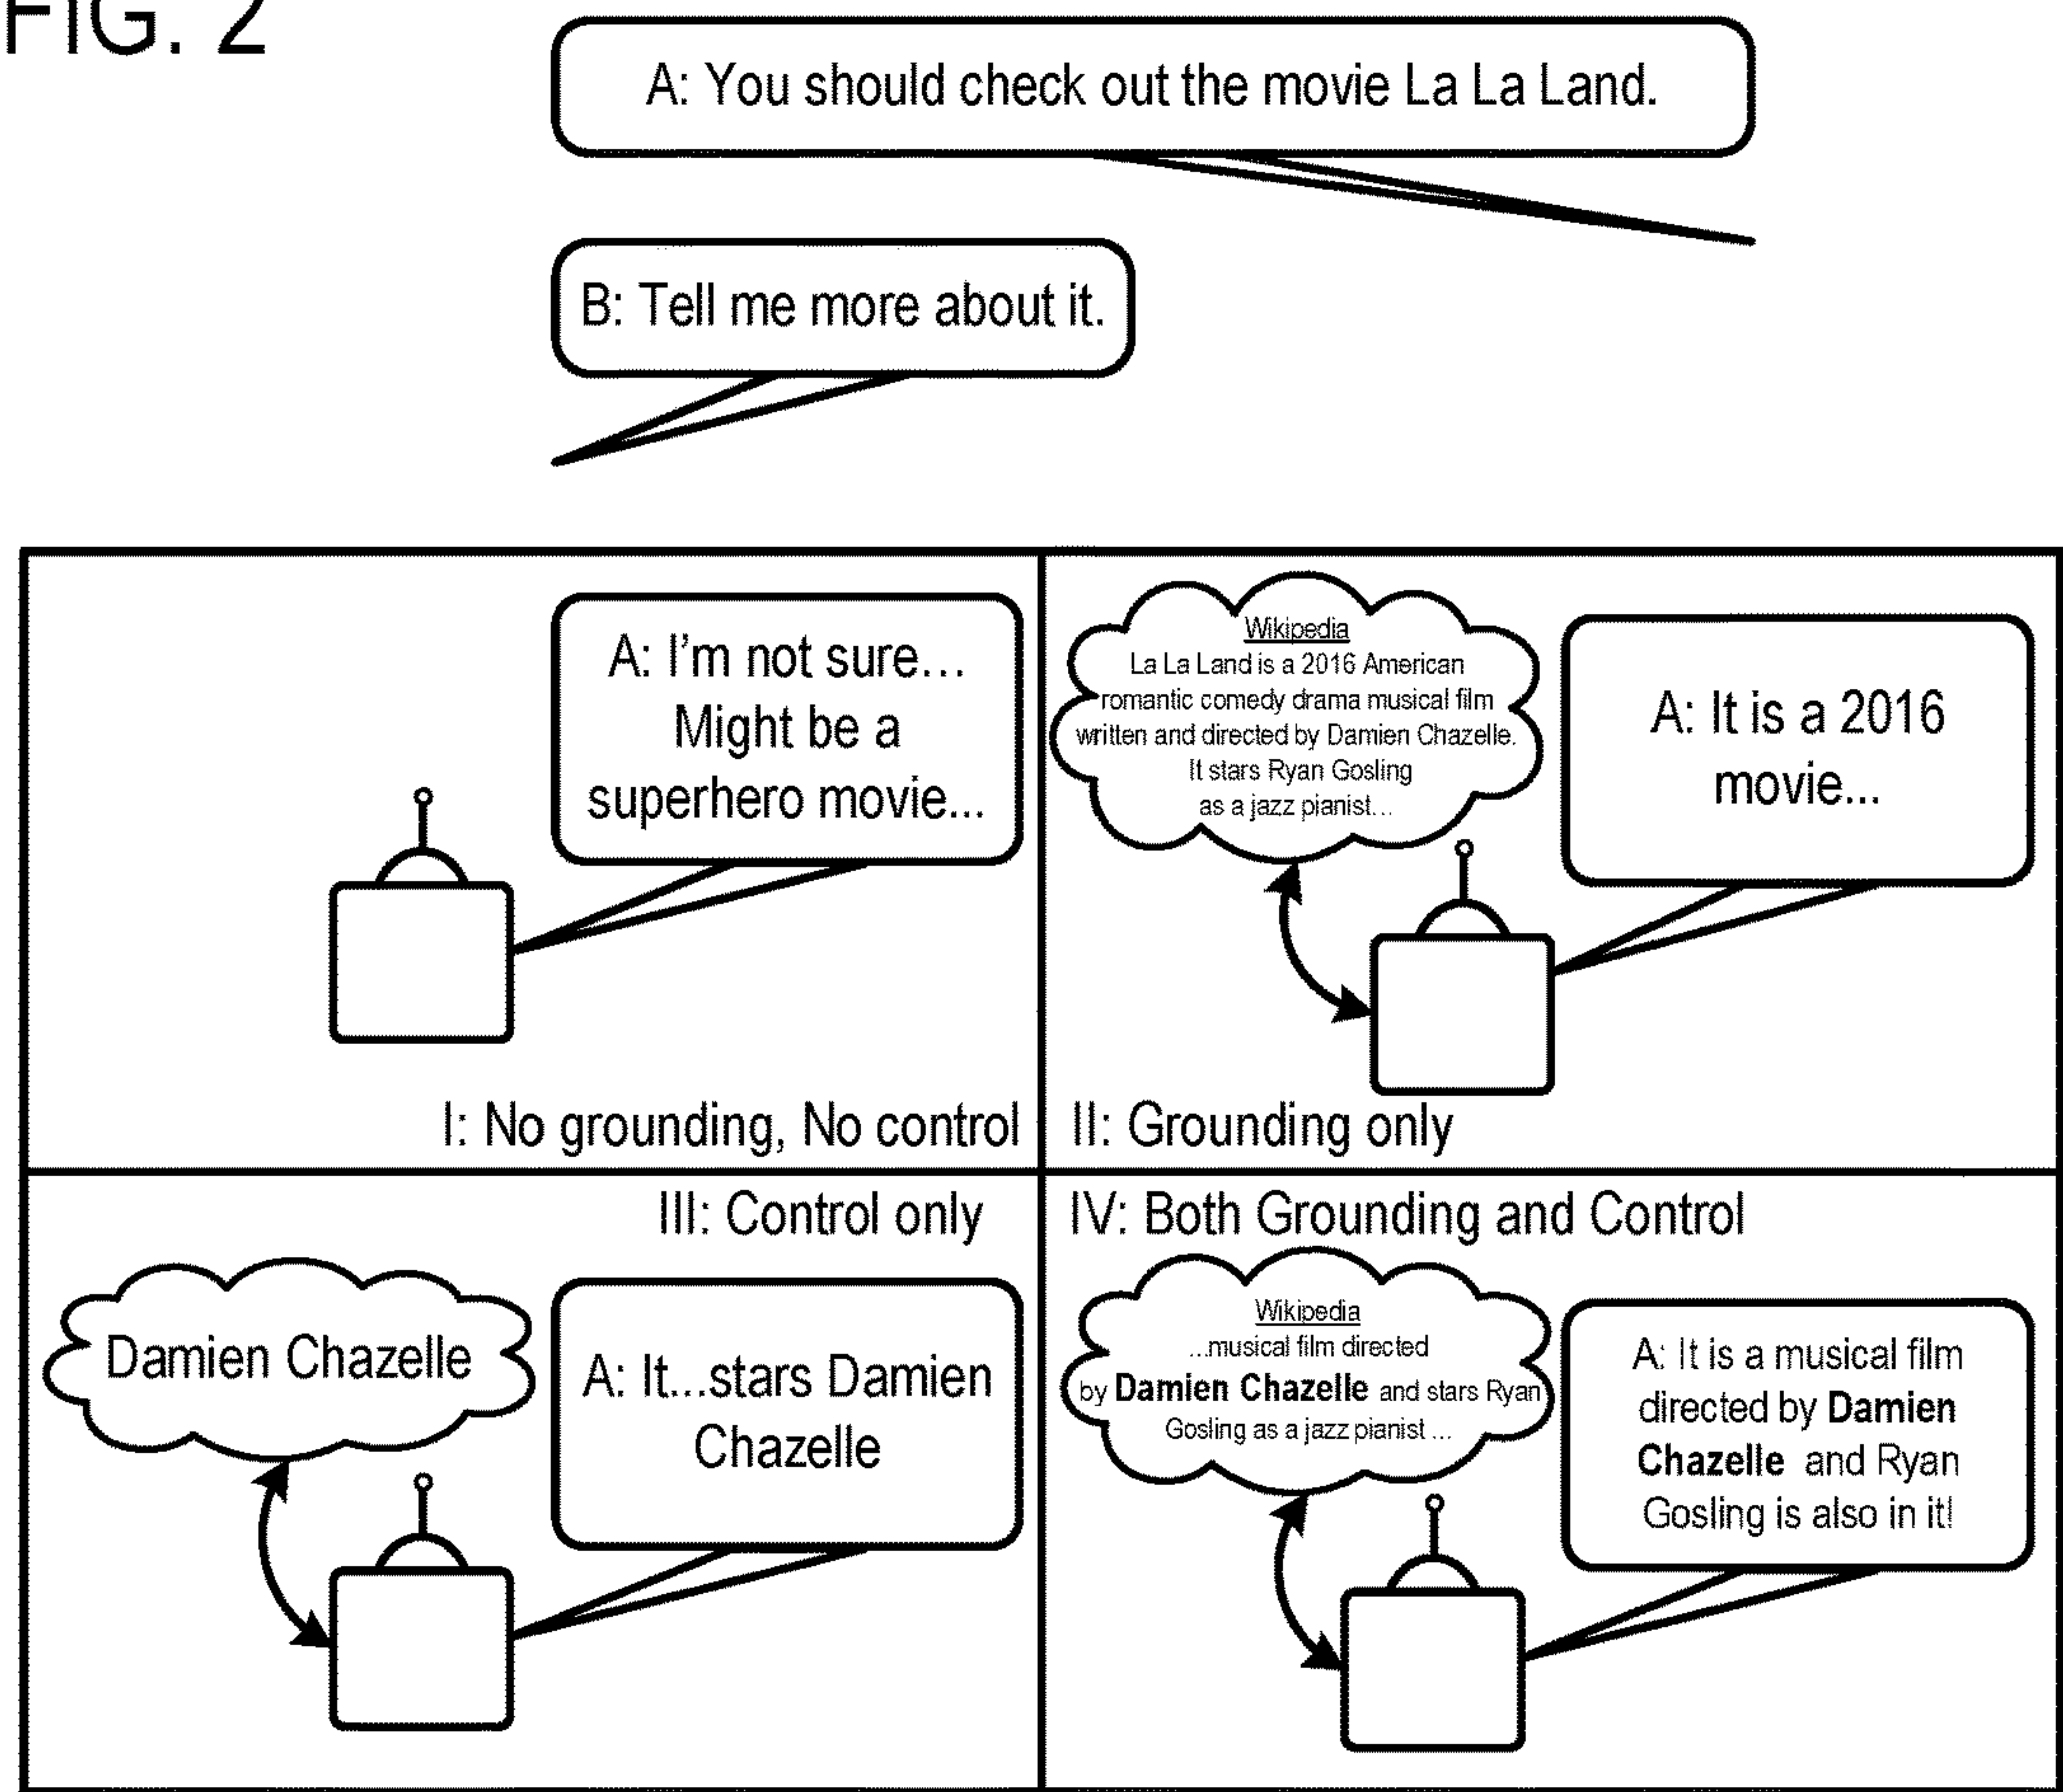 FIG. 2
A: You should check out the movie La La Land.
B: Tell me more about it.
A: I'm not sure...
Might be a
superhero movie...
I: No grounding, No control
Wikipedia
La La Land is a 2016 American
romantic comedy drama musical film
written and directed by Damien Chazelle.
It stars Ryan Gosling
as a jazz pianist...
A: It is a 2016
movie...
II: Grounding only
III: Control only
Damien Chazelle
A: It...stars Damien
Chazelle
IV: Both Grounding and Control
Wikipedia
...musical film directed
by Damien Chazelle and stars Ryan
Gosling as a jazz pianist ...
A: It is a musical film
directed by Damien
Chazelle and Ryan
Gosling is also in it!